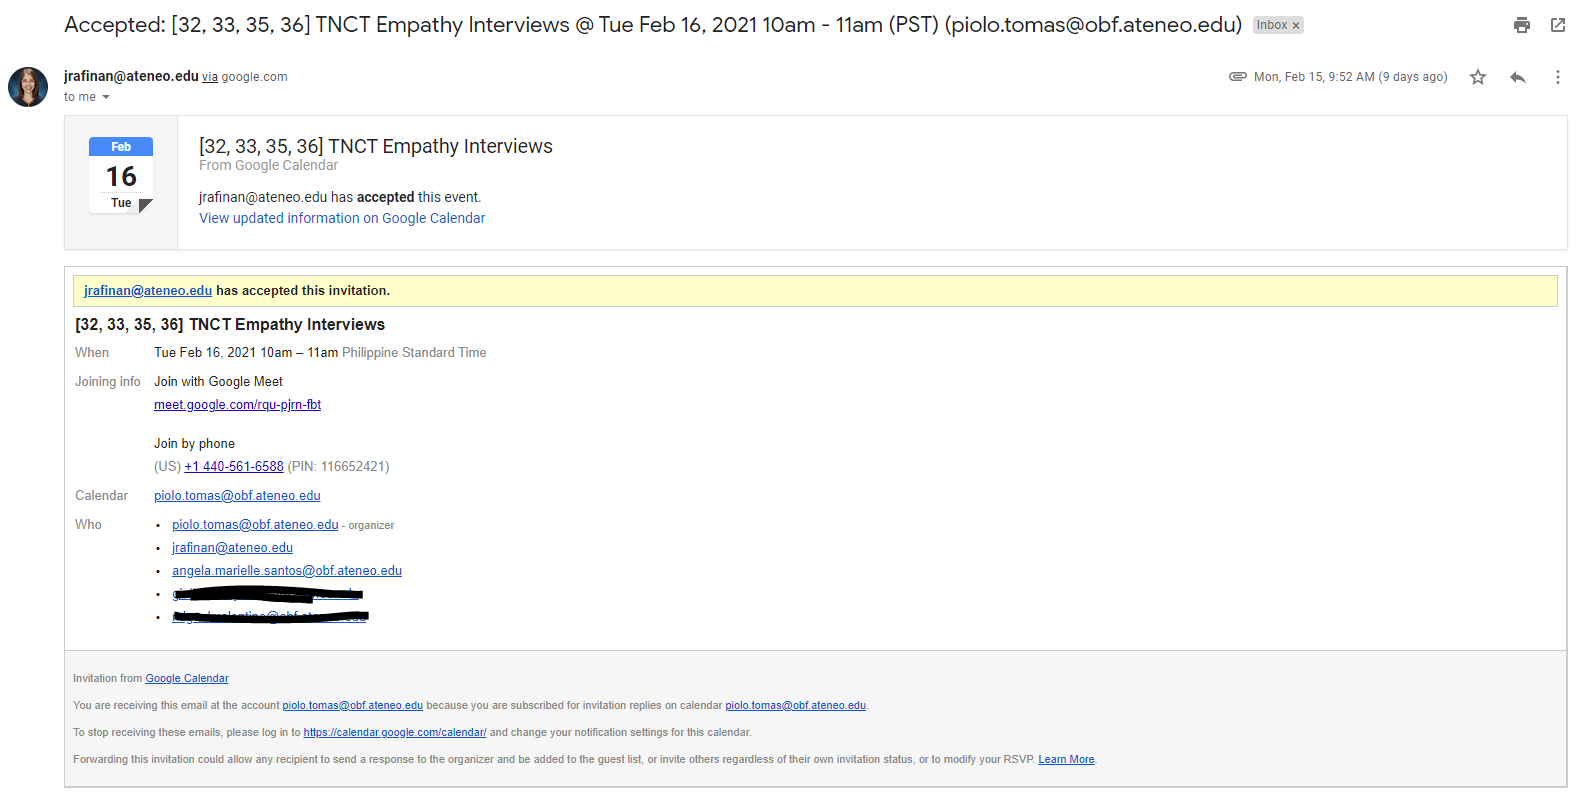 Accepted: [32, 33, 35, 36] TNCT Empathy Interviews @ Tue Feb 16, 2021 10am - 11am (PST) (piolo.tomas@obf.ateneo.edu) Inbox ×
jrafinan@ateneo.edu via google.com
Mon, Feb 15, 9:52 AM (9 days ago)
to me
Feb
16
Tue
[32, 33, 35, 36] TNCT Empathy Interviews
From Google Calendar
jrafinan@ateneo.edu has accepted this event.
View updated information on Google Calendar
jrafinan@ateneo.edu has accepted this invitation.
[32, 33, 35, 36] TNCT Empathy Interviews
When Tue Feb 16, 2021 10am – 11am Philippine Standard Time
Joining info Join with Google Meet
meet.google.com/rqu-pjrn-fbt
Join by phone
(US) +1 440-561-6588 (PIN: 116652421)
Calendar piolo.tomas@obf.ateneo.edu
Who • piolo.tomas@obf.ateneo.edu - organizer
• jrafinan@ateneo.edu
• angela.marielle.santos@obf.ateneo.edu
Invitation from Google Calendar
You are receiving this email at the account piolo.tomas@obf.ateneo.edu because you are subscribed for invitation replies on calendar piolo.tomas@obf.ateneo.edu.
To stop receiving these emails, please log in to https://calendar.google.com/calendar/ and change your notification settings for this calendar.
Forwarding this invitation could allow any recipient to send a response to the organizer and be added to the guest list, or invite others regardless of their own invitation status, or to modify your RSVP. Learn More.